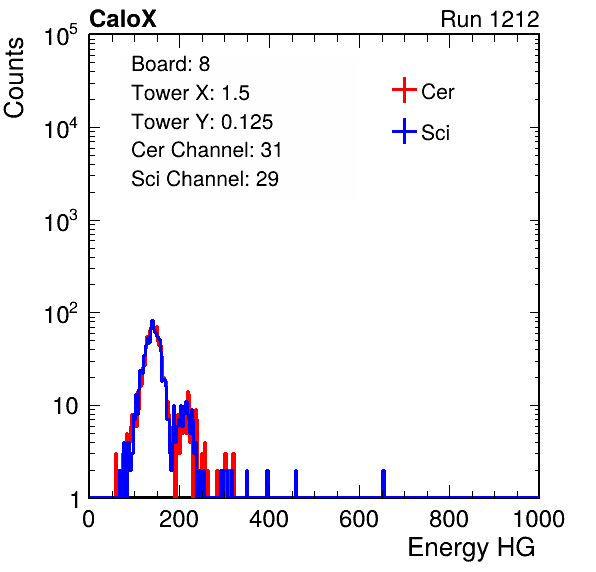 CaloX Run 1212
Counts
Board: 8
Tower X: 1.5
Tower Y: 0.125
Cer Channel: 31
Sci Channel: 29
Cer
Sci
10^5
10^4
10^3
10^2
10
1
0 200 400 600 800 1000
Energy HG